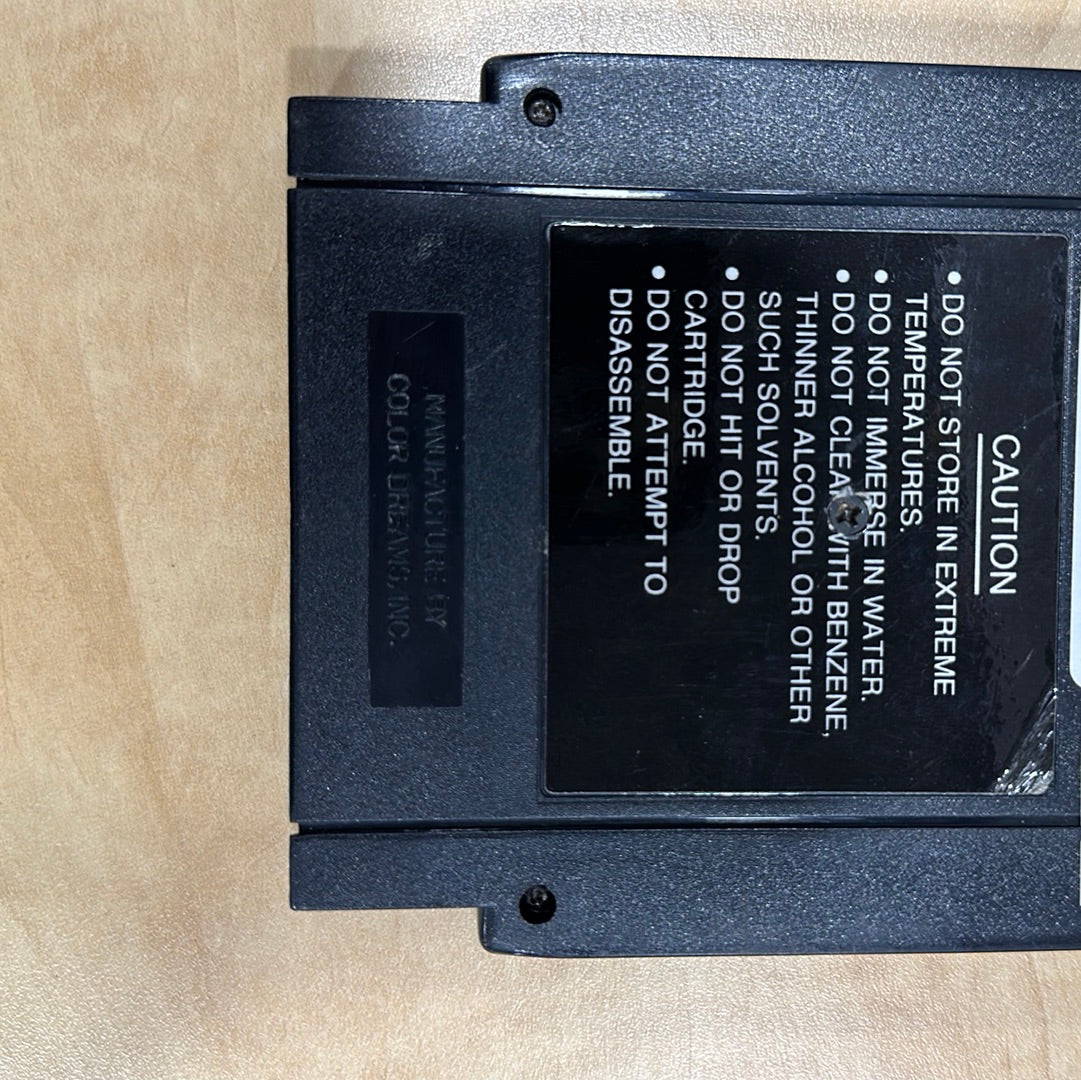 CAUTION
• DO NOT STORE IN EXTREME
TEMPERATURES.
• DO NOT IMMERSE IN WATER.
• DO NOT CLEAN WITH BENZENE,
THINNER ALCOHOL OR OTHER
SUCH SOLVENTS.
• DO NOT HIT OR DROP
CARTRIDGE.
• DO NOT ATTEMPT TO
DISASSEMBLE.
MANUFACTURE BY
COLOR DREAMS, INC.